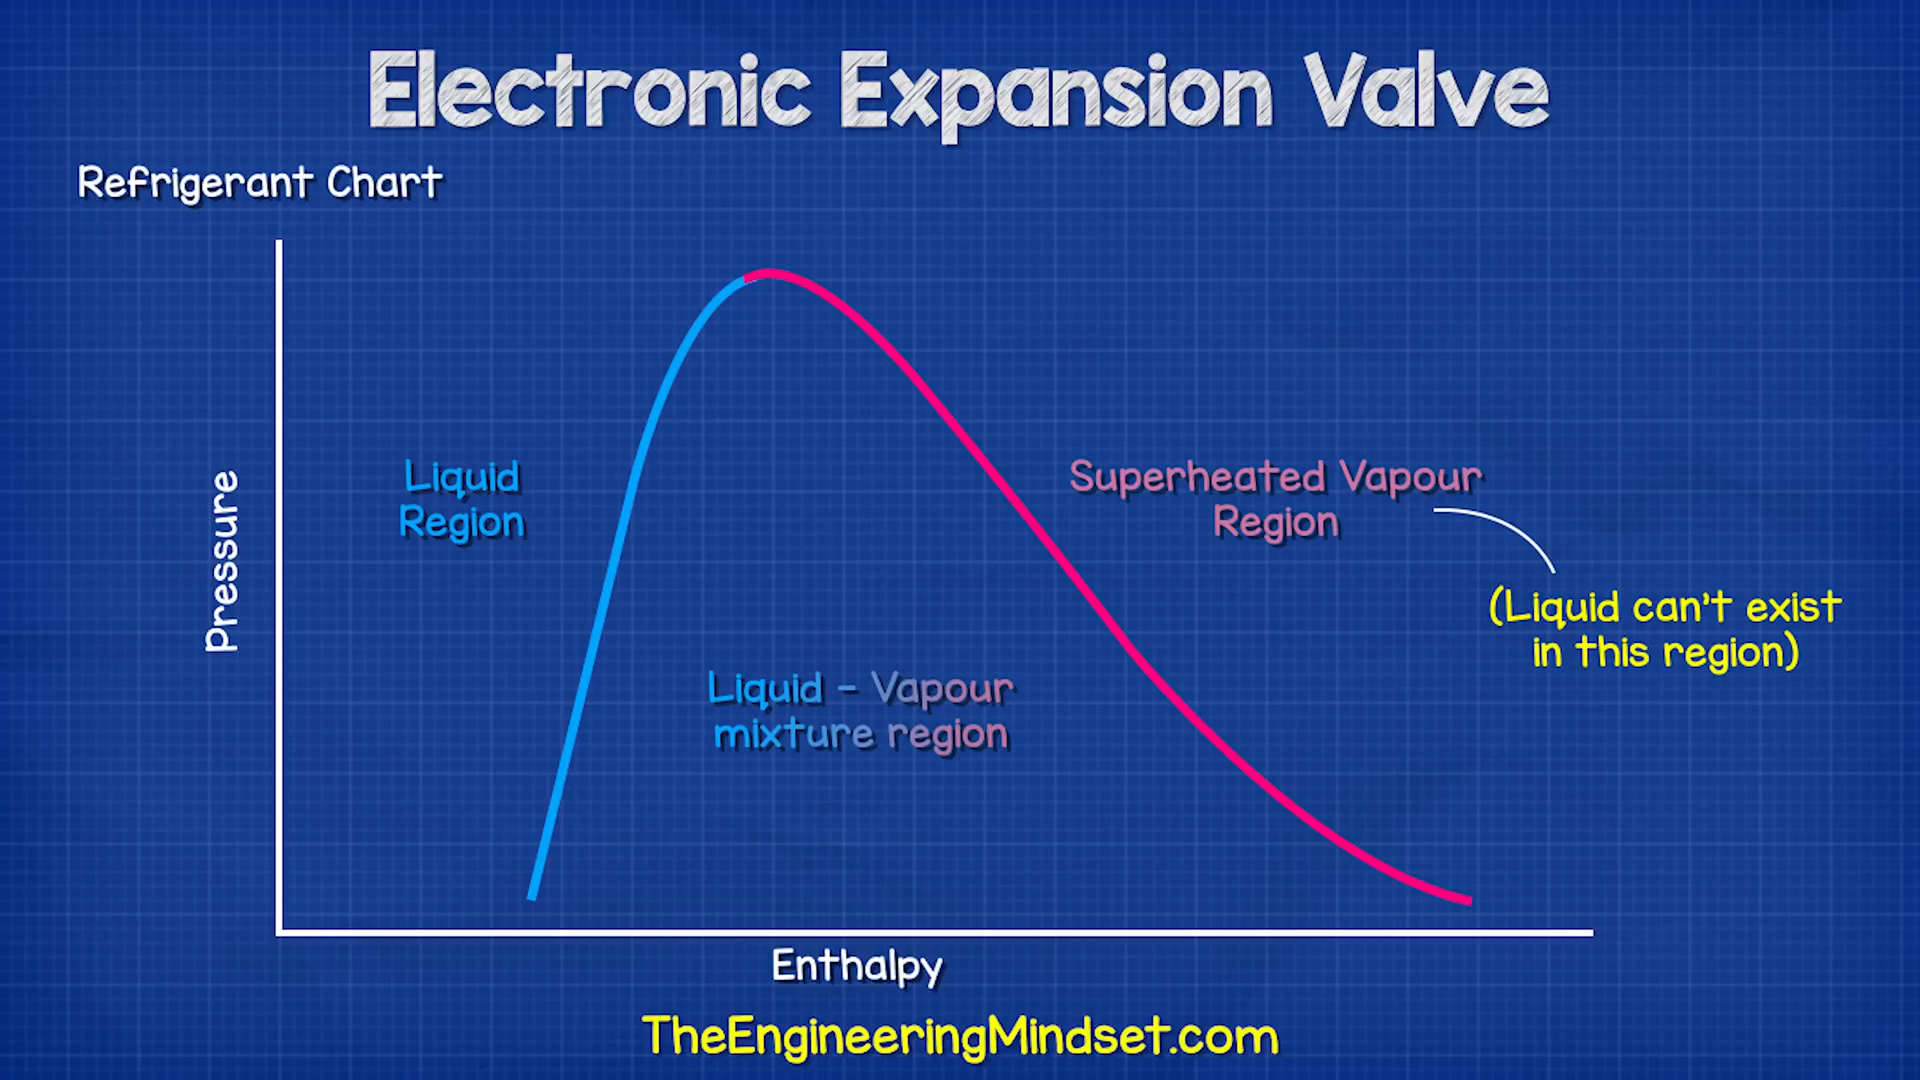 Electronic Expansion Valve
Refrigerant Chart
Pressure
Liquid
Region
Superheated Vapour
Region
(Liquid can't exist
in this region)
Liquid - Vapour
mixture region
Enthalpy
TheEngineeringMindset.com